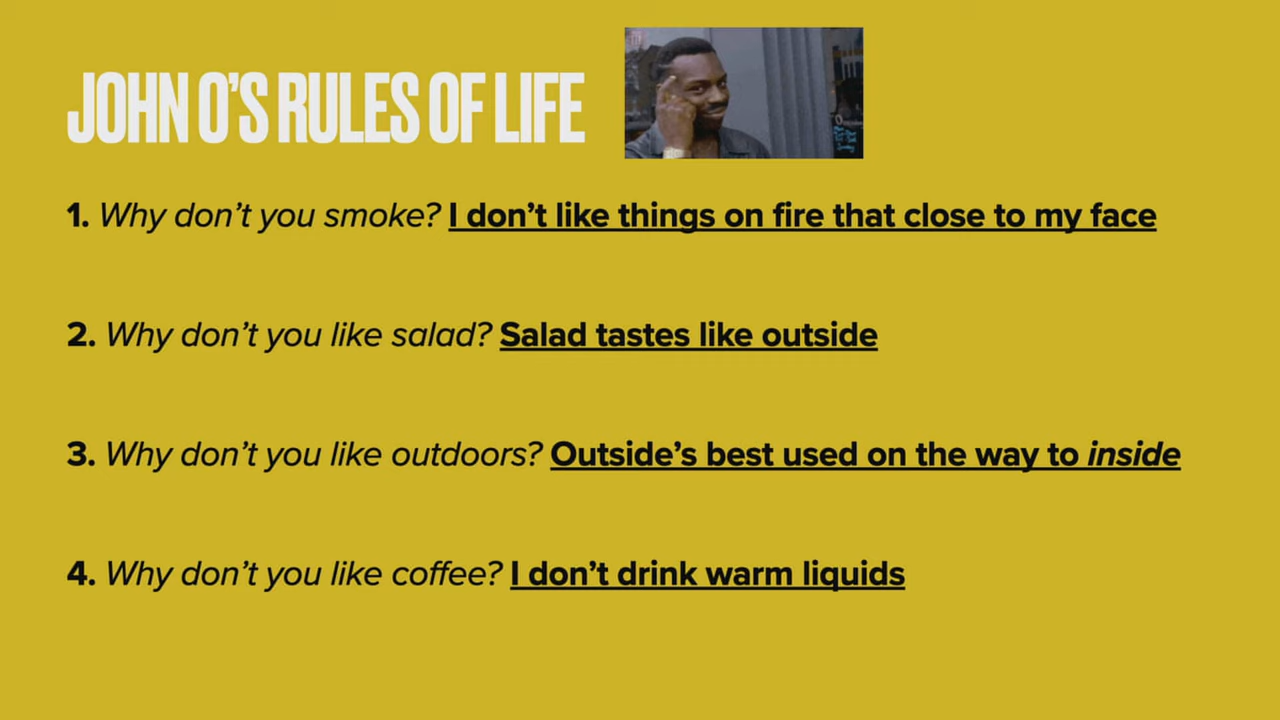 JOHN O'S RULES OF LIFE
1. Why don't you smoke? I don't like things on fire that close to my face
2. Why don't you like salad? Salad tastes like outside
3. Why don't you like outdoors? Outside's best used on the way to inside
4. Why don't you like coffee? I don't drink warm liquids